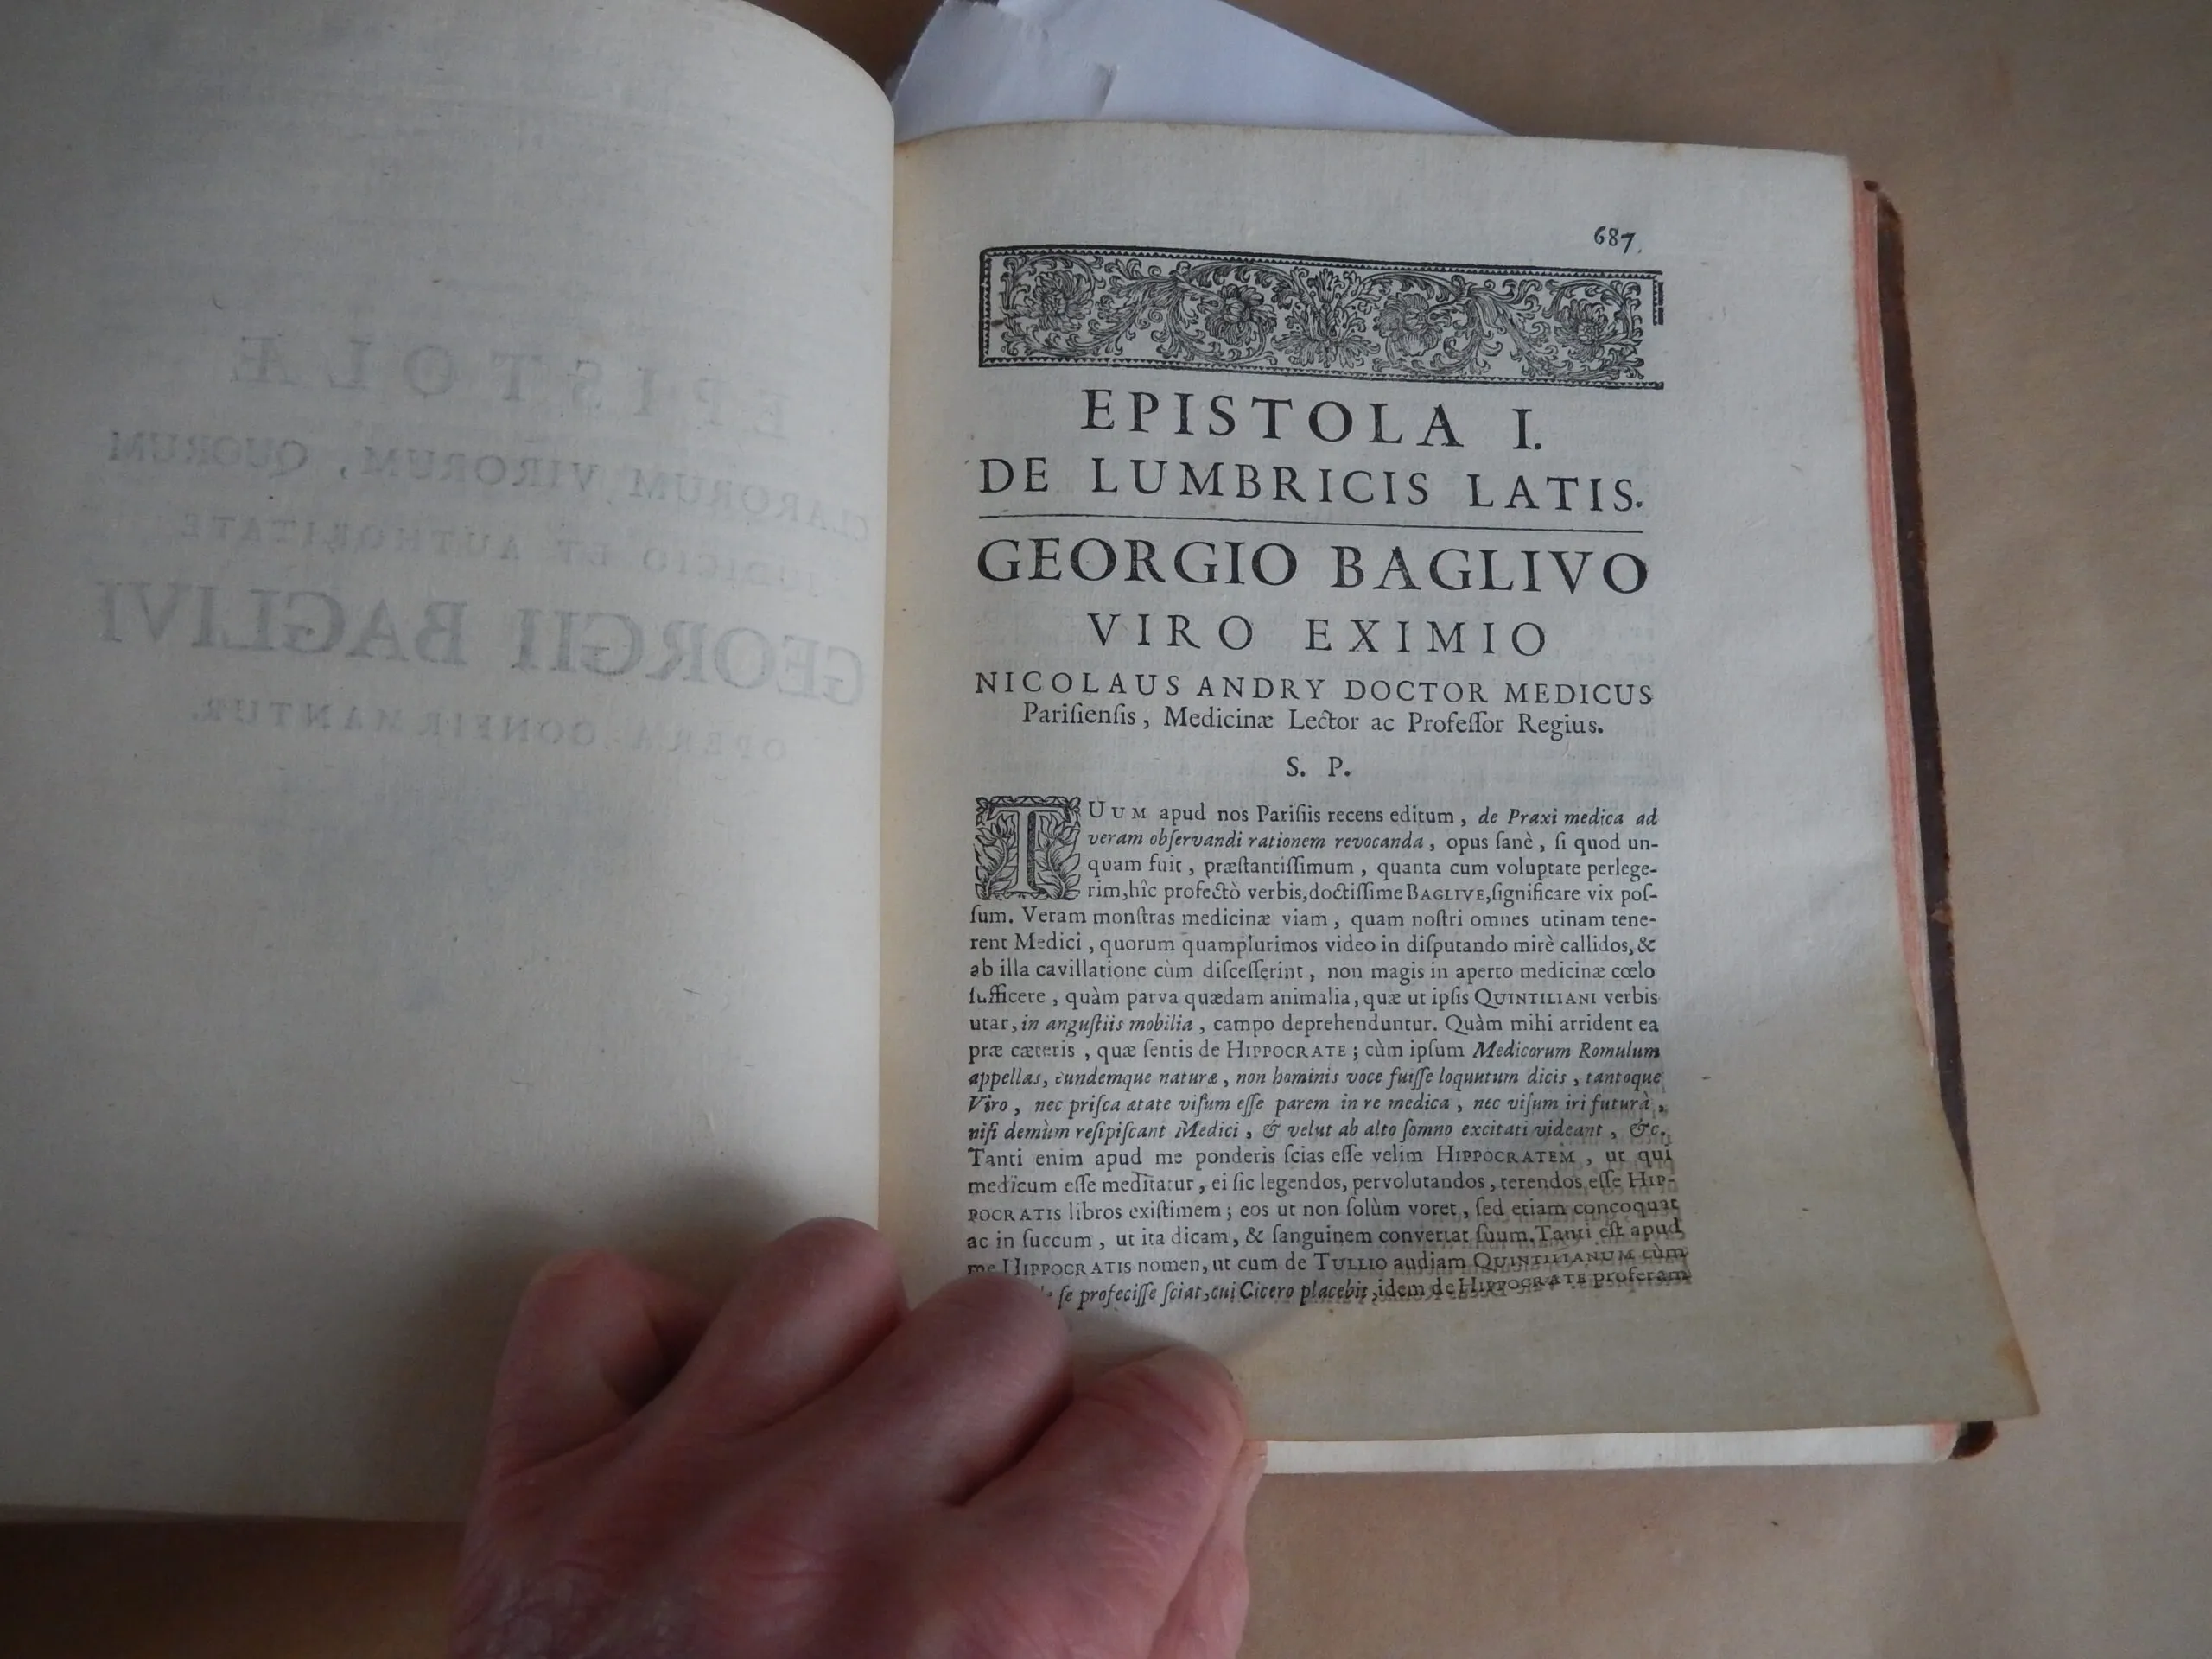 EPISTOLÆ
CLARORUM VIRORUM, QUORUM
JUDICIO ET AUTHORITATE
GEORGII BAGLIVI
OPERA CONFIRMANTUR.
687
EPISTOLA I.
DE LUMBRICIS LATIS.
GEORGIO BAGLIVO
VIRO EXIMIO
NICOLAUS ANDRY DOCTOR MEDICUS
Pariſienſis, Medicinæ Lector ac Profeſſor Regius.
S. P.
TUUM apud nos Pariſiis recens editum, de Praxi medica ad
veram obſervandi rationem revocanda, opus ſanè, ſi quod un-
quam fuit, præſtantiſſimum, quanta cum voluptate perlege-
rim, hîc profectò verbis, doctiſſime BAGLIVE, ſignificare vix poſ-
ſum. Veram monſtras medicinæ viam, quam noſtri omnes utinam tene-
rent Medici, quorum quamplurimos video in diſputando mirè callidos, &
ab illa cavillatione cùm diſceſſerint, non magis in aperto medicinæ cœlo
ſufficere, quàm parva quædam animalia, quæ ut ipſis QUINTILIANI verbis
utar, in anguſtiis mobilia, campo deprehenduntur. Quàm mihi arrident ea
præ cæteris, quæ ſentis de HIPPOCRATE; cùm ipſum Medicorum Romulum
appellas, eundemque naturæ, non hominis voce fuiſſe loquutum dicis, tantoque
Viro, nec priſca ætate viſum eſſe parem in re medica, nec viſum iri futurâ,
niſi demùm reſipiſcant Medici, & velut ab alto ſomno excitati videant, &c.
Tanti enim apud me ponderis ſcias eſſe velim HIPPOCRATEM, ut qui
medicum eſſe meditatur, ei ſic legendos, pervolutandos, terendos eſſe HIP-
POCRATIS libros exiſtimem; eos ut non ſolùm voret, ſed etiam concoquat
ac in ſuccum, ut ita dicam, & ſanguinem convertat ſuum. Tanti eſt apud
me HIPPOCRATIS nomen, ut cum de TULLIO audiam QUINTILIANUM cùm
ſe profeciſſe ſciat, cui Cicero placebit, idem de HIPPOCRATE proferam